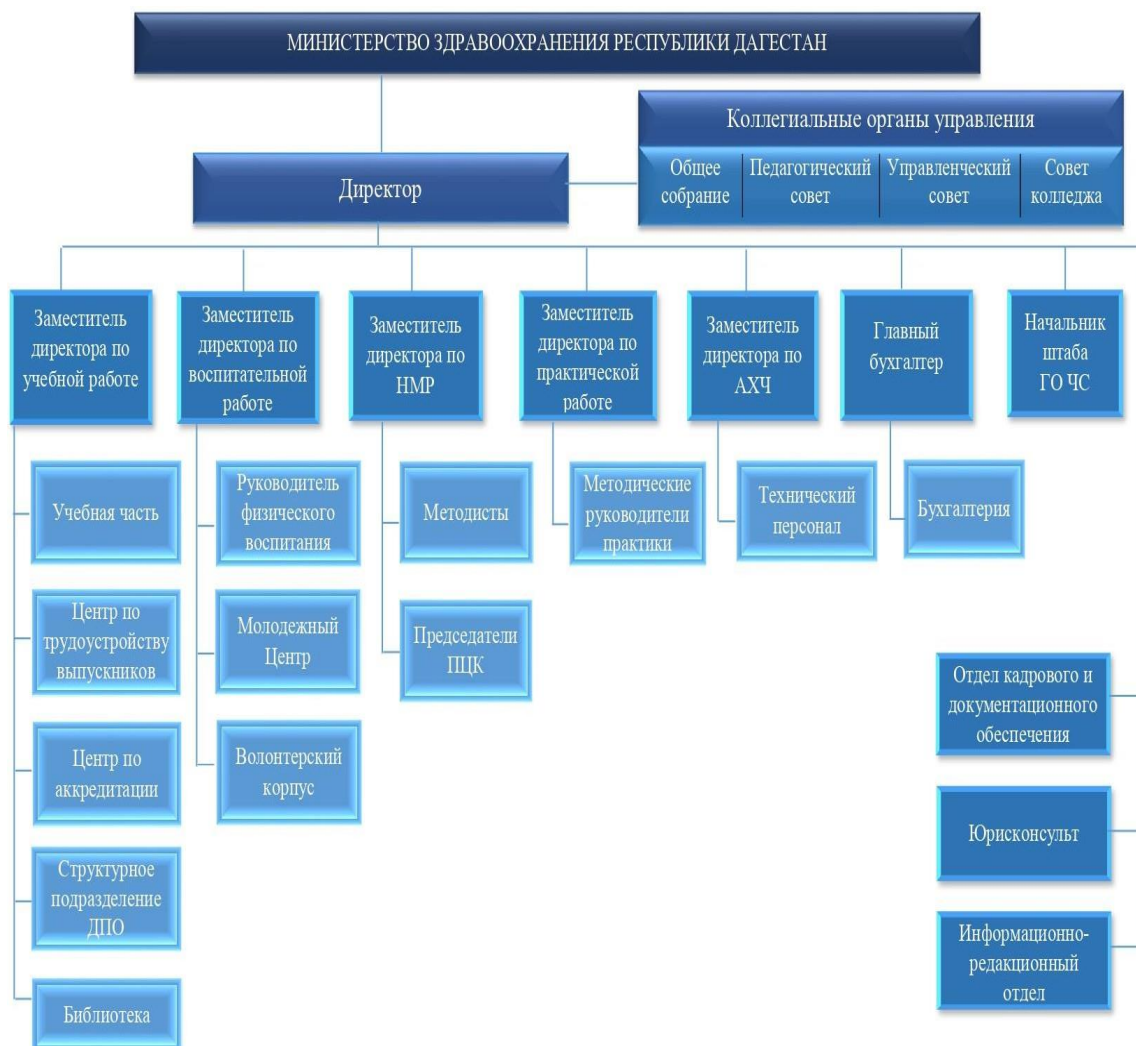 МИНИСТЕРСТВО ЗДРАВООХРАНЕНИЯ РЕСПУБЛИКИ ДАГЕСТАН
Коллегиальные органы управления
Общее
собрание
Педагогический
совет
Управленческий
совет
Совет
колледжа
Директор
Заместитель
директора по
учебной работе
Заместитель
директора по
воспитательной
работе
Заместитель
директора по
НМР
Заместитель
директора по
практической
работе
Заместитель
директора по
АХЧ
Главный
бухгалтер
Начальник
штаба
ГО ЧС
Учебная часть
Центр по
трудоустройству
выпускников
Центр по
аккредитации
Структурное
подразделение
ДПО
Библиотека
Руководитель
физического
воспитания
Молодежный
Центр
Волонтерский
корпус
Методисты
Председатели
ПЦК
Методические
руководители
практики
Технический
персонал
Бухгалтерия
Отдел кадрового и
документационного
обеспечения
Юрисконсульт
Информационно-
редакционный
отдел